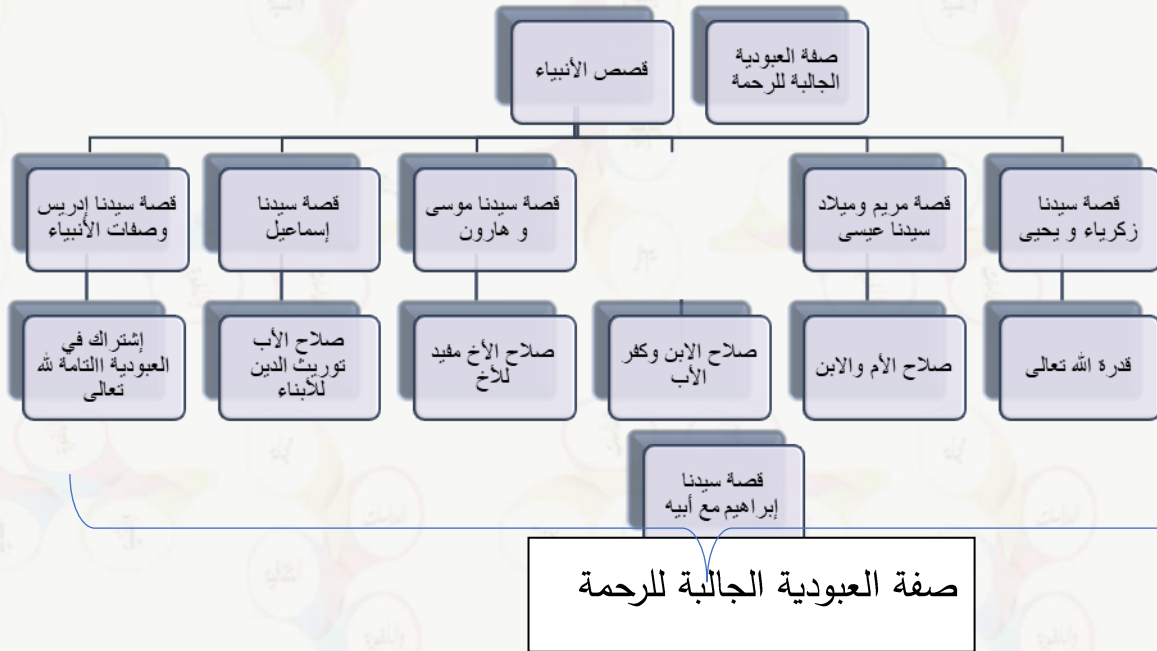 صفة العبودية
الجالبة للرحمة
قصص الأنبياء
قصة سيدنا
زكرياء و يحيى
قصة مريم وميلاد
سيدنا عيسى
قصة سيدنا موسى
و هارون
قصة سيدنا
إسماعيل
قصة سيدنا إدريس
وصفات الأنبياء
قدرة الله تعالى
صلاح الأم والابن
صلاح الابن وكفر
الأب
صلاح الأخ مفيد
للأخ
صلاح الأب
توريث الدين
للأبناء
إشتراك في
العبودية االتامة لله
تعالى
قصة سيدنا
إبراهيم مع أبيه
صفة العبودية الجالبة للرحمة